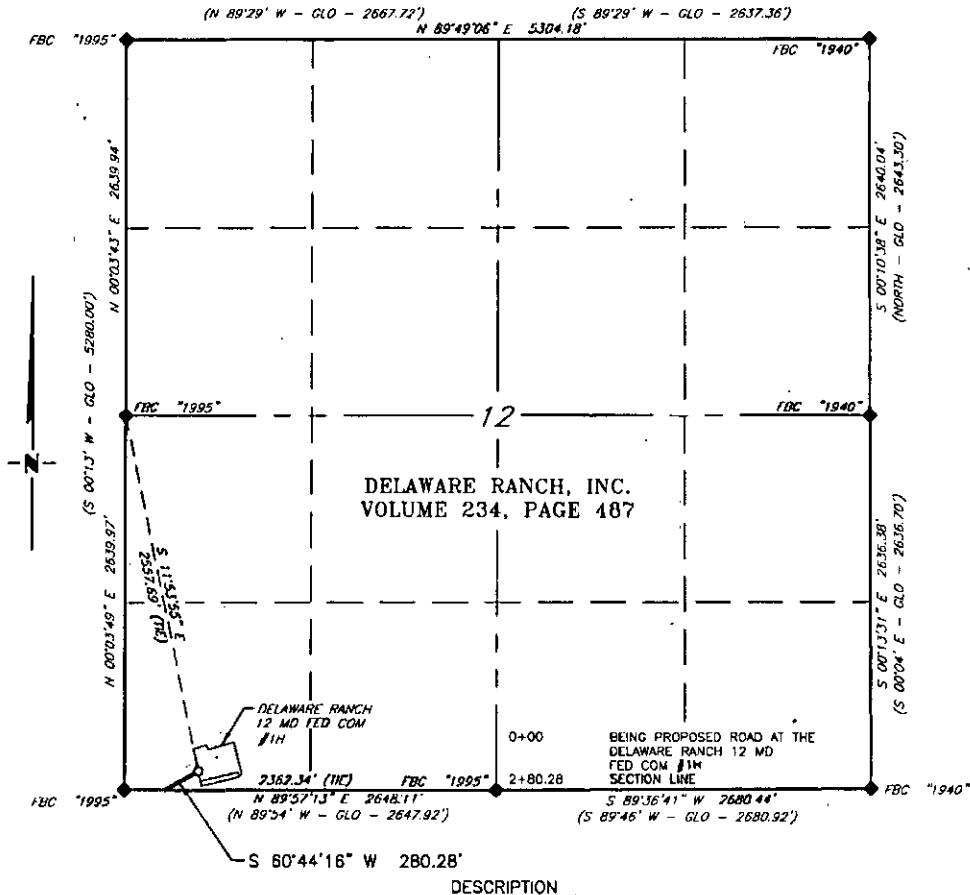 (N 89°29' W - GLO - 2667.72')
(S 89°29' W - GLO - 2637.36')
N 89°49'06" E 5304.18'
FBC "1995"
FBC "1940"
N 00°03'43" E 2639.94'
S 00°10'38" E 2640.04'
(NORTH - GLO - 2643.30')
(S 00°13' W - GLO - 5280.00')
FBC "1995"
12
FBC "1940"
N
DELAWARE RANCH, INC.
VOLUME 234, PAGE 487
N 00°03'49" E 2639.97'
S 11°53'55" E
2557.69' (TIE)
S 00°13'31" E 2636.38'
(S 00°04' E - GLO - 2636.70')
DELAWARE RANCH
12 MD FED COM
#1H
0+00 BEING PROPOSED ROAD AT THE
DELAWARE RANCH 12 MD
FED COM #1H
2+80.28 SECTION LINE
2362.34' (TIE)
FBC "1995"
FBC "1995"
FBC "1940"
N 89°57'13" E 2648.11'
(N 89°54' W - GLO - 2647.92')
S 89°36'41" W 2680.44'
(S 89°46' W - GLO - 2680.92')
S 60°44'16" W 280.28'
DESCRIPTION